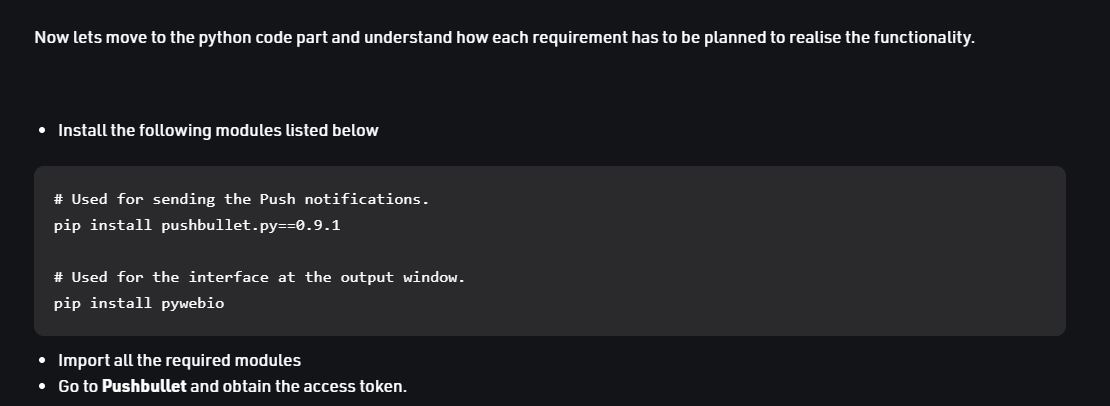 Now lets move to the python code part and understand how each requirement has to be planned to realise the functionality.
• Install the following modules listed below
# Used for sending the Push notifications.
pip install pushbullet.py==0.9.1
# Used for the interface at the output window.
pip install pywebio
• Import all the required modules
• Go to Pushbullet and obtain the access token.